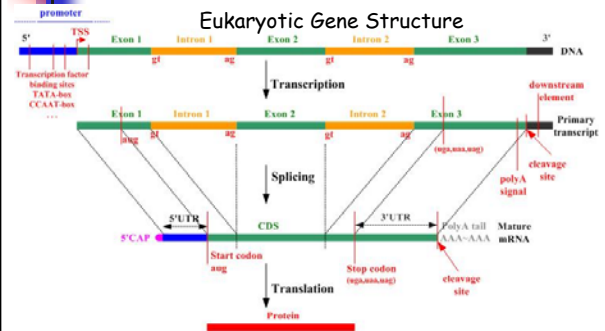 promoter
Eukaryotic Gene Structure
5'
TSS
Exon 1
Intron 1
Exon 2
Intron 2
Exon 3
3'
DNA
gt
ag
gt
ag
Transcription factor
binding sites
TATA-box
CCAAT-box
...
Transcription
downstream
element
Exon 1
Intron 1
Exon 2
Intron 2
Exon 3
Primary
transcript
aug
gt
ag
gt
ag
(uga,uaa,uag)
polyA
signal
cleavage
site
Splicing
5'UTR
CDS
3'UTR
5'CAP
PolyA tail
AAA~AAA
Mature
mRNA
Start codon
aug
Stop codon
(uga,uaa,uag)
cleavage
site
Translation
Protein